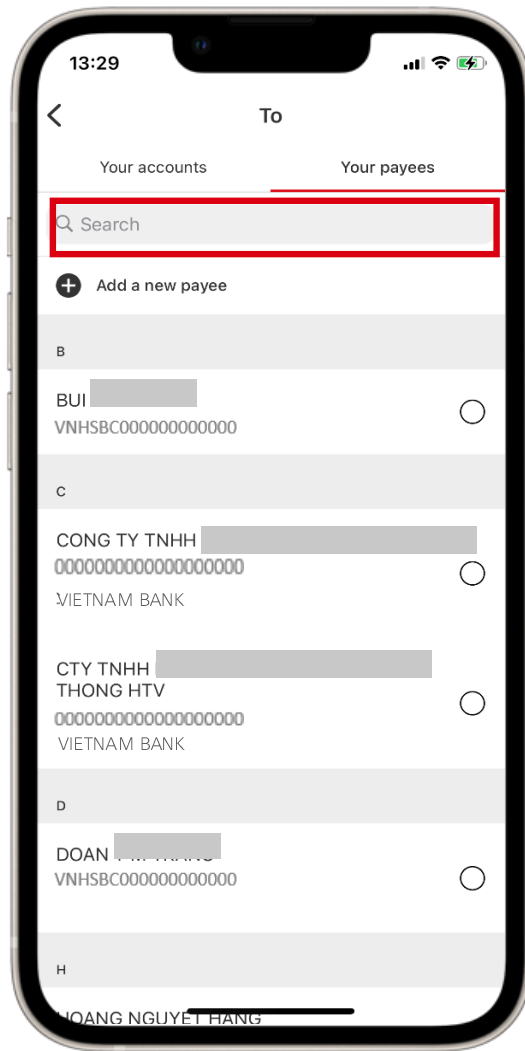 13:29
To
Your accounts
Your payees
Search
Add a new payee
B
BUI
VNHSBC000000000000
C
CONG TY TNHH
0000000000000000000
VIETNAM BANK
CTY TNHH
THONG HTV
0000000000000000000
VIETNAM BANK
D
DOAN
VNHSBC000000000000
H
HOANG NGUYET HANG